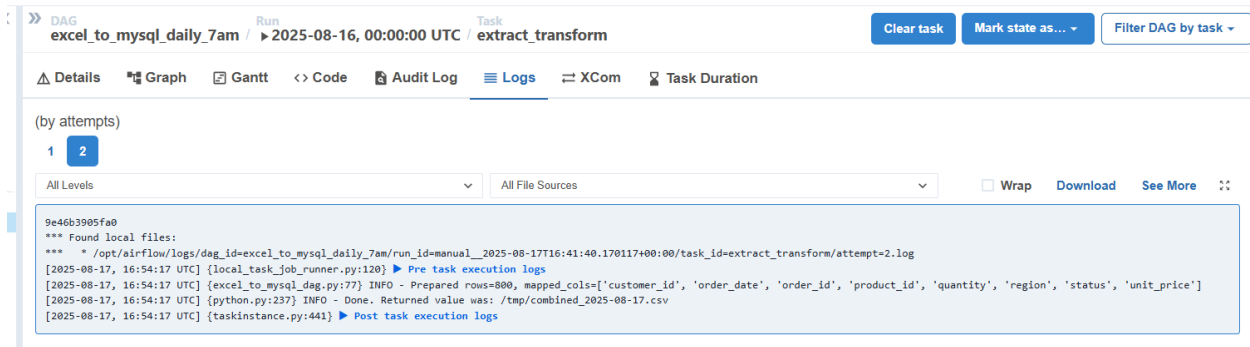 DAG
excel_to_mysql_daily_7am
/
Run
2025-08-16, 00:00:00 UTC
/
Task
extract_transform
Clear task
Mark state as...
Filter DAG by task
Details
Graph
Gantt
<> Code
Audit Log
Logs
XCom
Task Duration
(by attempts)
1
2
All Levels
All File Sources
Wrap
Download
See More
9e46b3905fa0
*** Found local files:
***   * /opt/airflow/logs/dag_id=excel_to_mysql_daily_7am/run_id=manual__2025-08-17T16:41:40.170117+00:00/task_id=extract_transform/attempt=2.log
[2025-08-17, 16:54:17 UTC] {local_task_job_runner.py:120} ▶ Pre task execution logs
[2025-08-17, 16:54:17 UTC] {excel_to_mysql_dag.py:77} INFO - Prepared rows=800, mapped_cols=['customer_id', 'order_date', 'order_id', 'product_id', 'quantity', 'region', 'status', 'unit_price']
[2025-08-17, 16:54:17 UTC] {python.py:237} INFO - Done. Returned value was: /tmp/combined_2025-08-17.csv
[2025-08-17, 16:54:17 UTC] {taskinstance.py:441} ▶ Post task execution logs